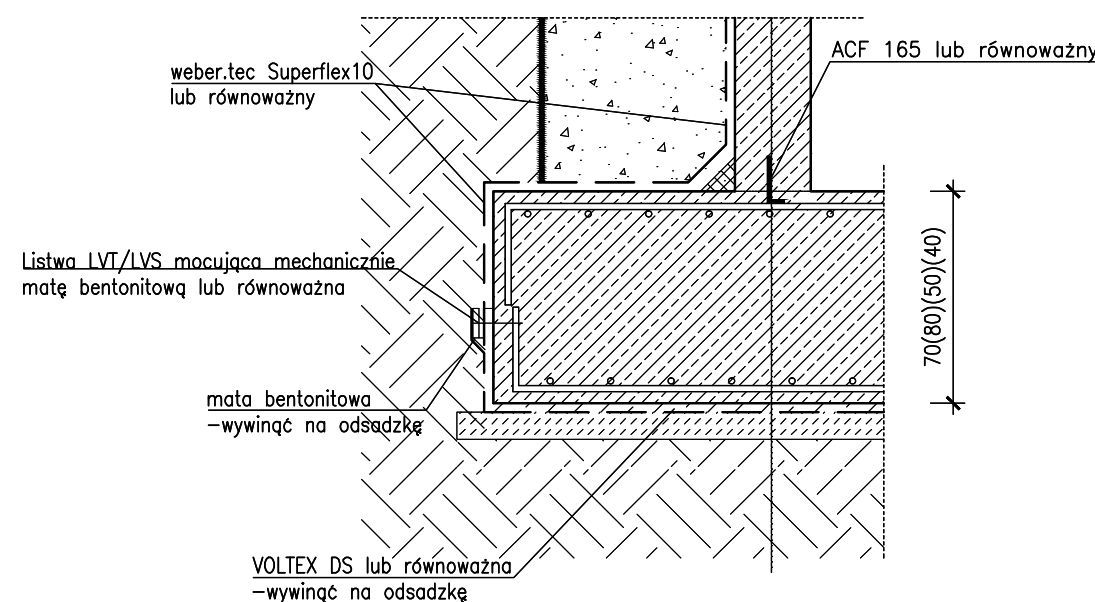 ACF 165 lub równoważny
weber.tec Superflex10
lub równoważny
Listwa LVT/LVS mocująca mechanicznie
matę bentonitową lub równoważna
70(80)(50)(40)
mata bentonitowa
-wywinąć na odsadzkę
VOLTEX DS lub równoważna
-wywinąć na odsadzkę